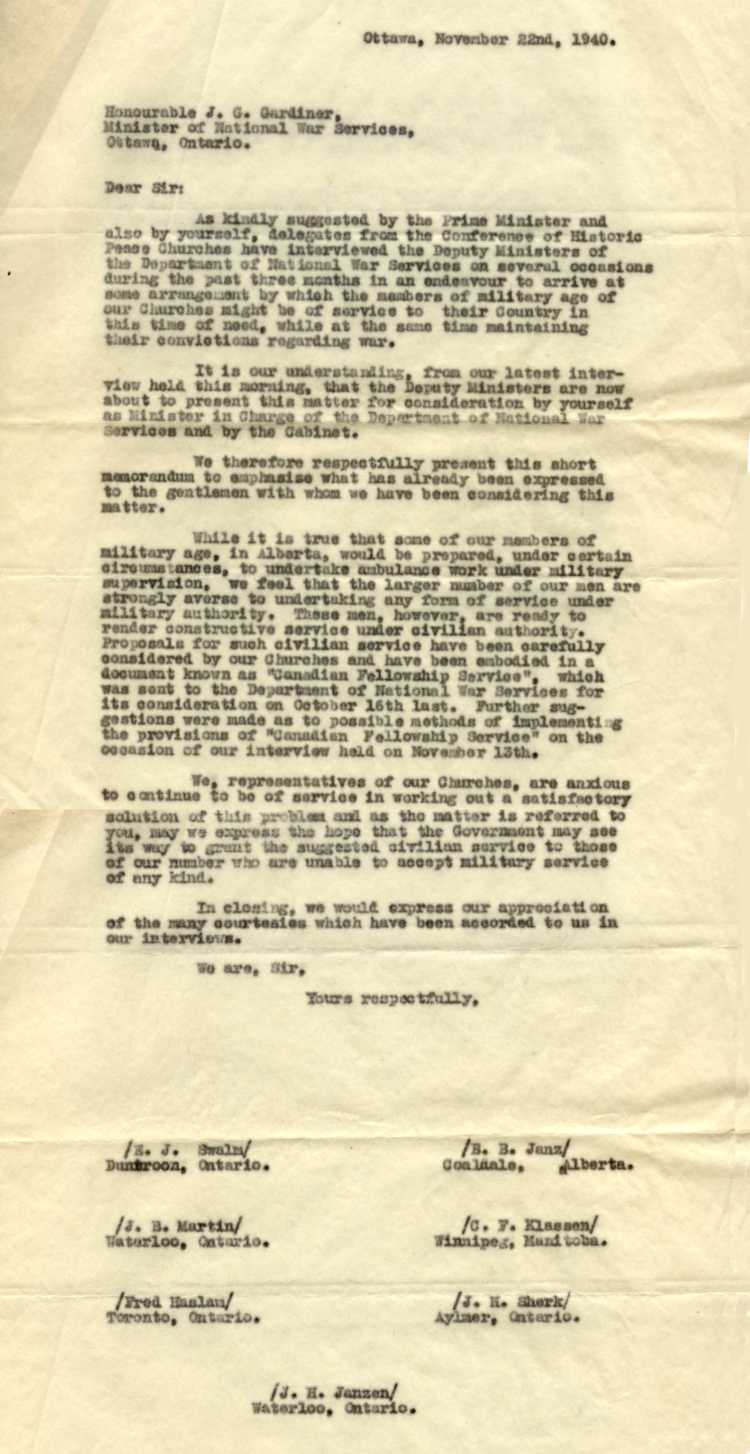 Ottawa, November 22nd, 1940.
Honourable J. G. Gardiner,
Minister of National War Services,
Ottawa, Ontario.
Dear Sir:
As kindly suggested by the Prime Minister and
also by yourself, delegates from the Conference of Historic
Peace Churches have interviewed the Deputy Ministers of
the Department of National War Services on several occasions
during the past three months in an endeavour to arrive at
some arrangement by which the members of military age of
our Churches might be of service to their Country in
this time of need, while at the same time maintaining
their convictions regarding war.
It is our understanding, from our latest inter-
view held this morning, that the Deputy Ministers are now
about to present this matter for consideration by yourself
as Minister in Charge of the Department of National War
Services and by the Cabinet.
We therefore respectfully present this short
memorandum to emphasise what has already been expressed
to the gentlemen with whom we have been considering this
matter.
While it is true that some of our members of
military age, in Alberta, would be prepared, under certain
circumstances, to undertake ambulance work under military
supervision, we feel that the larger number of our men are
strongly averse to undertaking any form of service under
military authority. These men, however, are ready to
render constructive service under civilian authority.
Proposals for such civilian service have been carefully
considered by our Churches and have been embodied in a
document known as "Canadian Fellowship Service", which
was sent to the Department of National War Services for
its consideration on October 16th last. Further sug-
gestions were made as to possible methods of implementing
the provisions of "Canadian Fellowship Service" on the
occasion of our interview held on November 13th.
We, representatives of our Churches, are anxious
to continue to be of service in working out a satisfactory
solution of this problem and as the matter is referred to
you, may we express the hope that the Government may see
its way to grant the suggested civilian service to those
of our number who are unable to accept military service
of any kind.
In closing, we would express our appreciation
of the many courtesies which have been accorded to us in
our interviews.
We are, Sir,
Yours respectfully,
/E. J. Swalm/
Duntroon, Ontario.
/B. B. Janz/
Coaldale, Alberta.
/J. B. Martin/
Waterloo, Ontario.
/C. F. Klassen/
Winnipeg, Manitoba.
/Fred Haslam/
Toronto, Ontario.
/J. H. Sherk/
Aylmer, Ontario.
/J. H. Janzen/
Waterloo, Ontario.